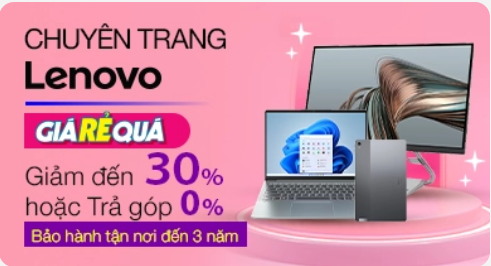 CHUYÊN TRANG
Lenovo
GIÁ RẺ QUÁ
Giảm đến 30%
hoặc Trả góp 0%
Bảo hành tận nơi đến 3 năm